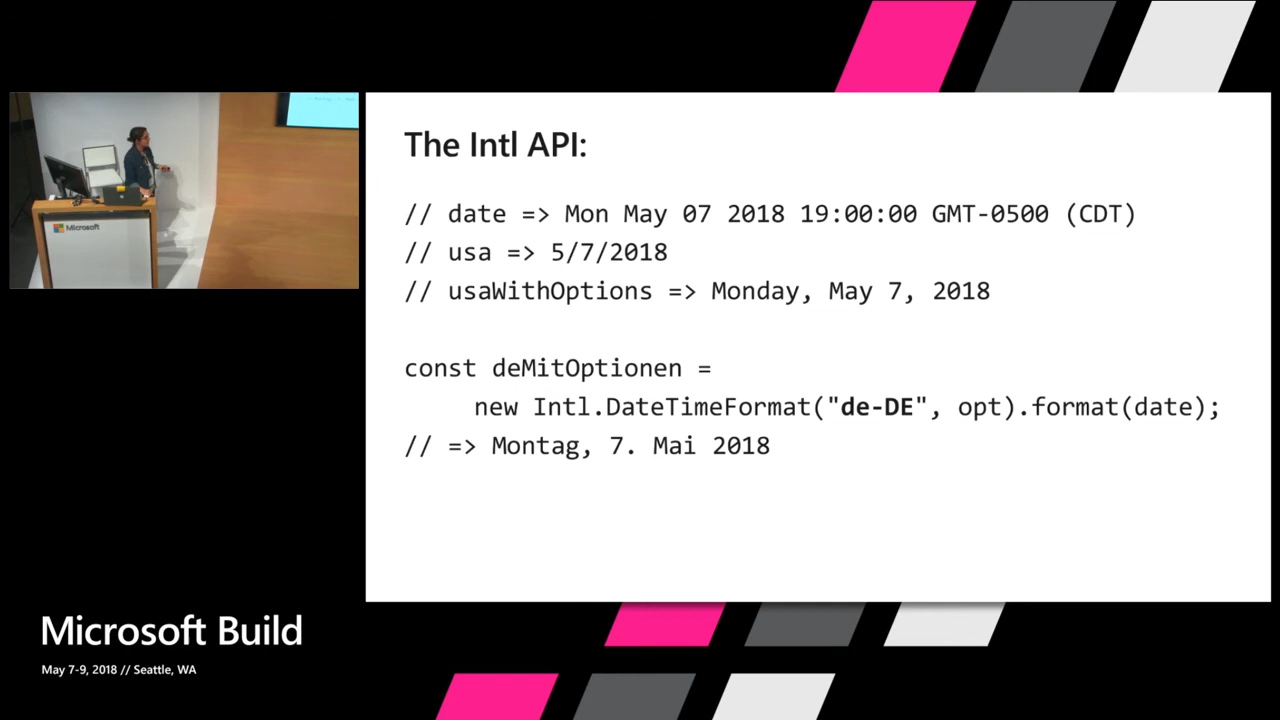 The Intl API:
// date => Mon May 07 2018 19:00:00 GMT-0500 (CDT)
// usa => 5/7/2018
// usaWithOptions => Monday, May 7, 2018
const deMitOptionen =
new Intl.DateTimeFormat("de-DE", opt).format(date);
// => Montag, 7. Mai 2018
Microsoft
Microsoft Build
May 7-9, 2018 // Seattle, WA